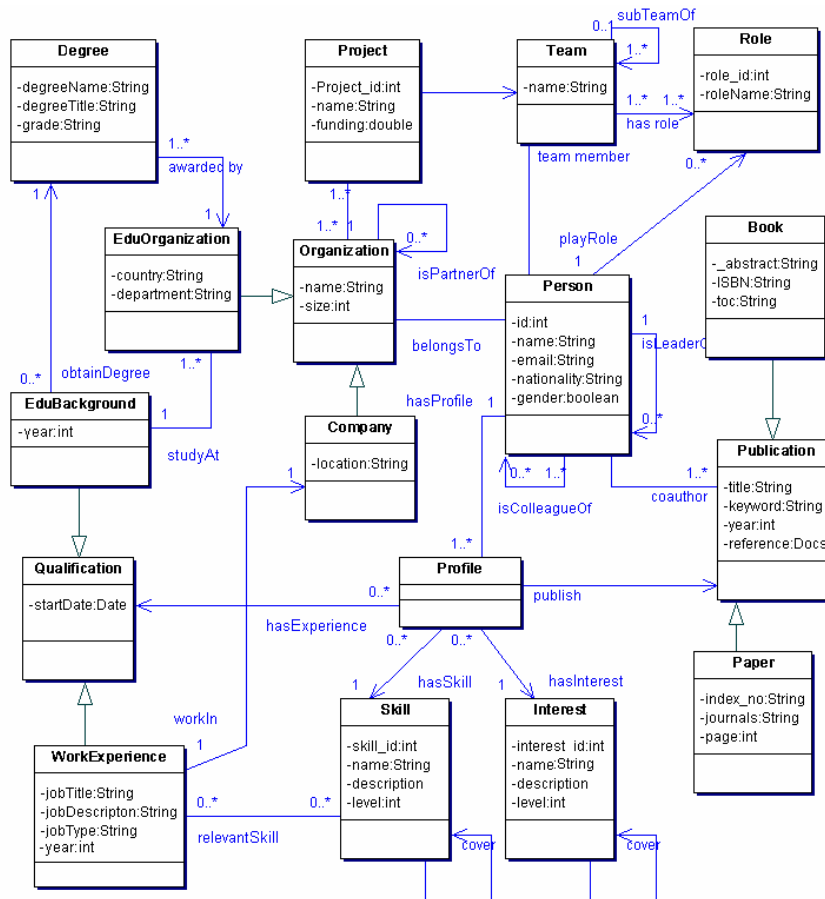 subTeamOf
0..1
1..*
Degree
-degreeName:String
-degreeTitle:String
-grade:String
Project
-Project_id:int
-name:String
-funding:double
Team
-name:String
Role
-role_id:int
-roleName:String
1..*
1..*
has role
team member
0..*
1..*
awarded by
1
1
1..*
1..*
1
0..*
isPartnerOf
EduOrganization
-country:String
-department:String
Organization
-name:String
-size:int
playRole
1
Book
-_abstract:String
-ISBN:String
-toc:String
Person
-id:int
-name:String
-email:String
-nationality:String
-gender:boolean
belongsTo
1
0..*
0..*
obtainDegree
1..*
EduBackground
-year:int
1
studyAt
hasProfile
1
Company
-location:String
1
0..*
1..*
isColleagueOf
1..*
coauthor
Publication
-title:String
-keyword:String
-year:int
-reference:Docs
Qualification
-startDate:Date
1..*
Profile
0..*
hasExperience
publish
0..*
0..*
1
hasSkill
1
hasInterest
Paper
-index_no:String
-journals:String
-page:int
workIn
1
WorkExperience
-jobTitle:String
-jobDescripton:String
-jobType:String
-year:int
Skill
-skill_id:int
-name:String
-description
-level:int
Interest
-interest_id:int
-name:String
-description
-level:int
0..*
0..*
relevantSkill
cover
cover